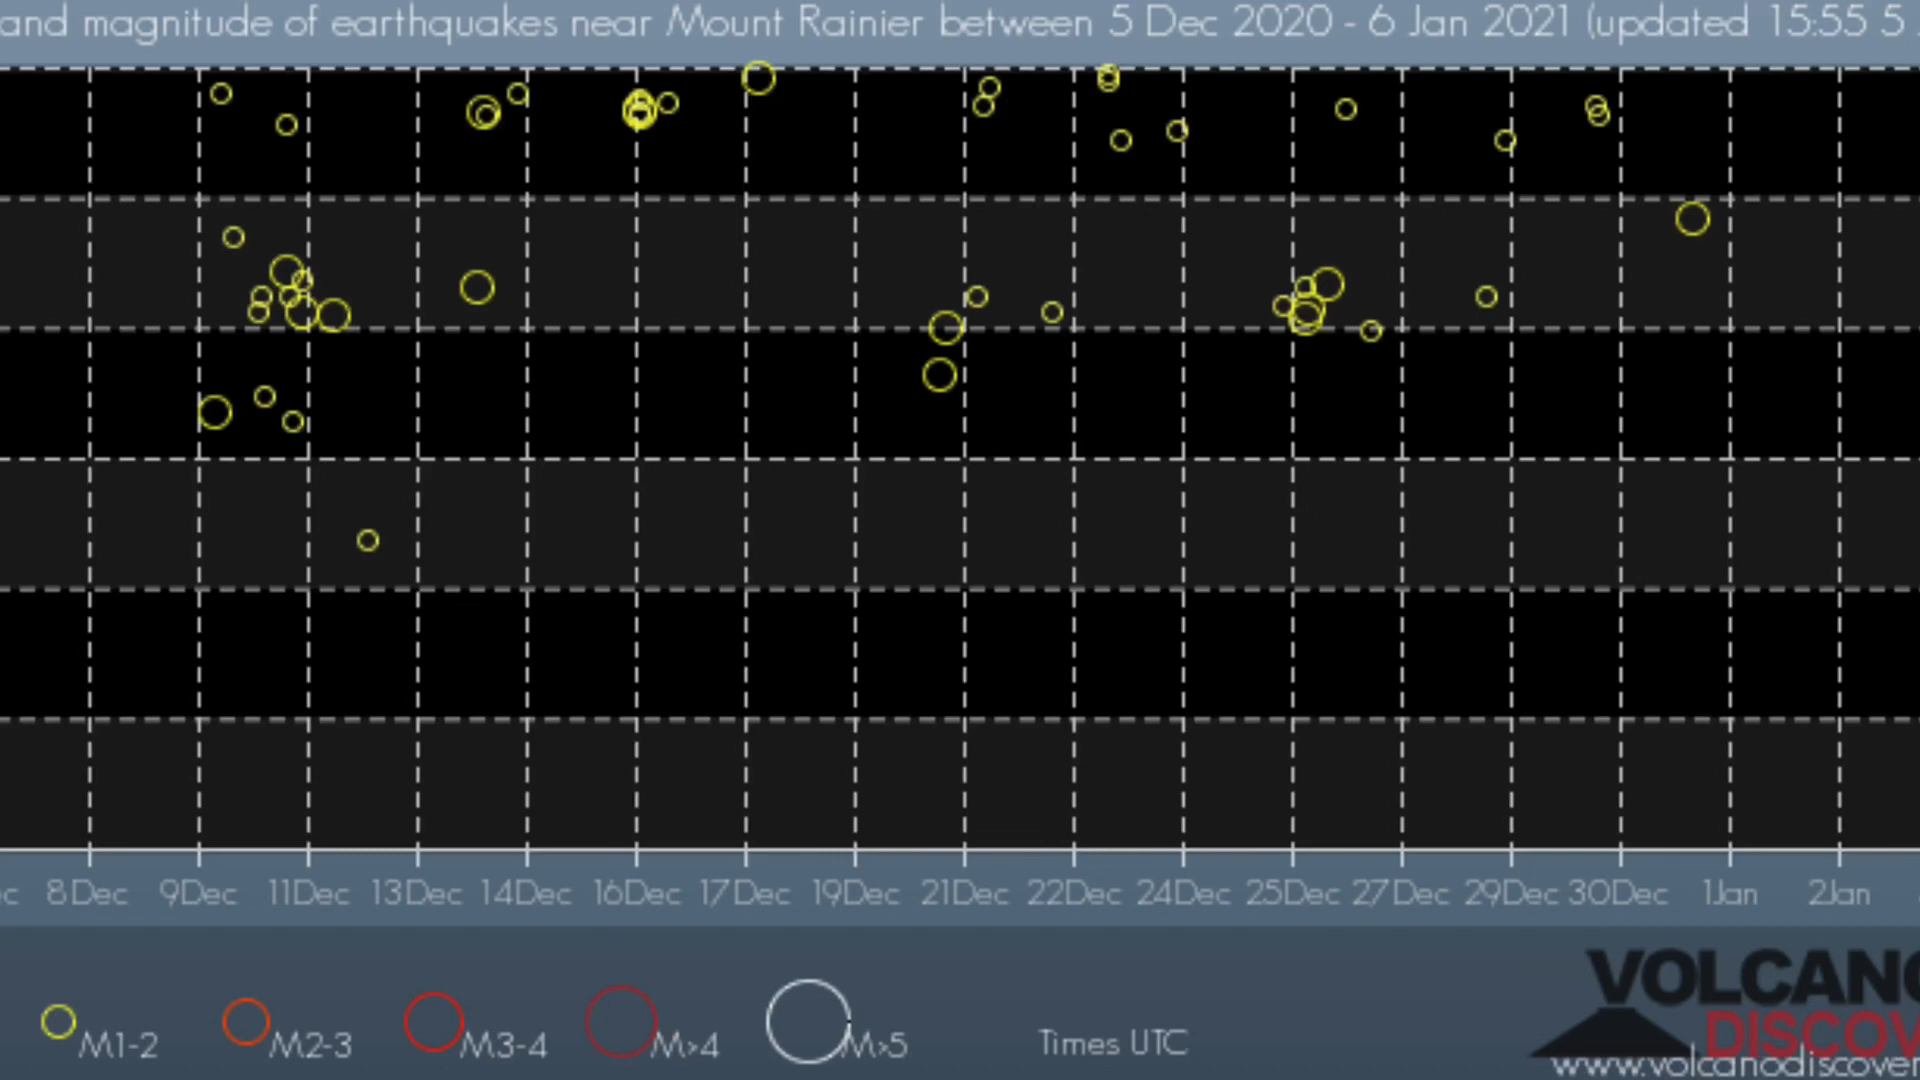 and magnitude of earthquakes near Mount Rainier between 5 Dec 2020 - 6 Jan 2021 (updated 15:55 5
8Dec 9Dec 11Dec 13Dec 14Dec 16Dec 17Dec 19Dec 21Dec 22Dec 24Dec 25Dec 27Dec 29Dec 30Dec 1Jan 2Jan
M1-2 M2-3 M3-4 M>4 M>5 Times UTC
VOLCANO
DISCOV
www.volcanodiscover